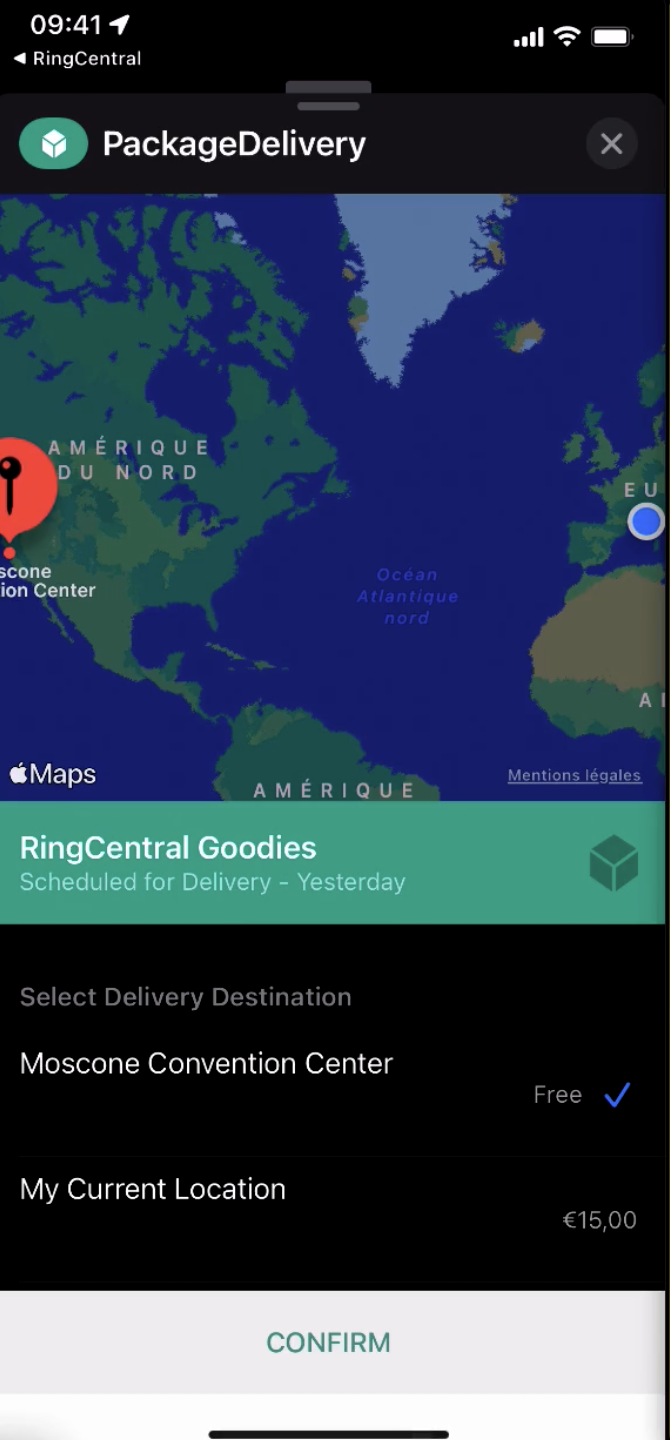 09:41
◀ RingCentral
PackageDelivery
AMÉRIQUE
DU NORD
EU
scone
ion Center
Océan
Atlantique
nord
A
Maps
Mentions légales
AMÉRIQUE
RingCentral Goodies
Scheduled for Delivery - Yesterday
Select Delivery Destination
Moscone Convention Center
Free
My Current Location
€15,00
CONFIRM